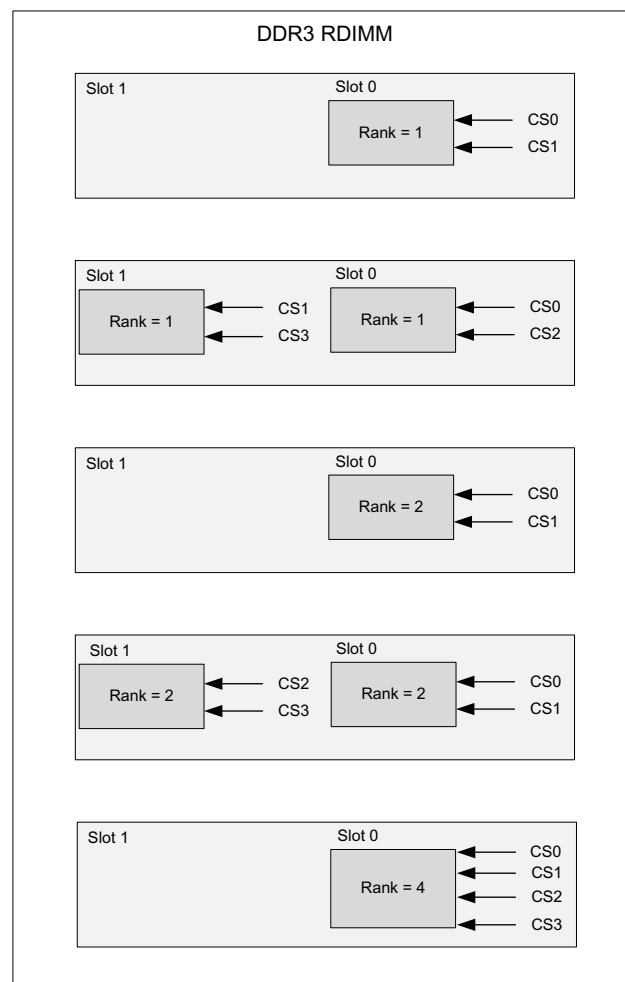 DDR3 RDIMM
Slot 1
Slot 0
Rank = 1
CS0
CS1
Slot 1
Slot 0
Rank = 1
CS1
CS3
Rank = 1
CS0
CS2
Slot 1
Slot 0
Rank = 2
CS0
CS1
Slot 1
Slot 0
Rank = 2
CS2
CS3
Rank = 2
CS0
CS1
Slot 1
Slot 0
Rank = 4
CS0
CS1
CS2
CS3